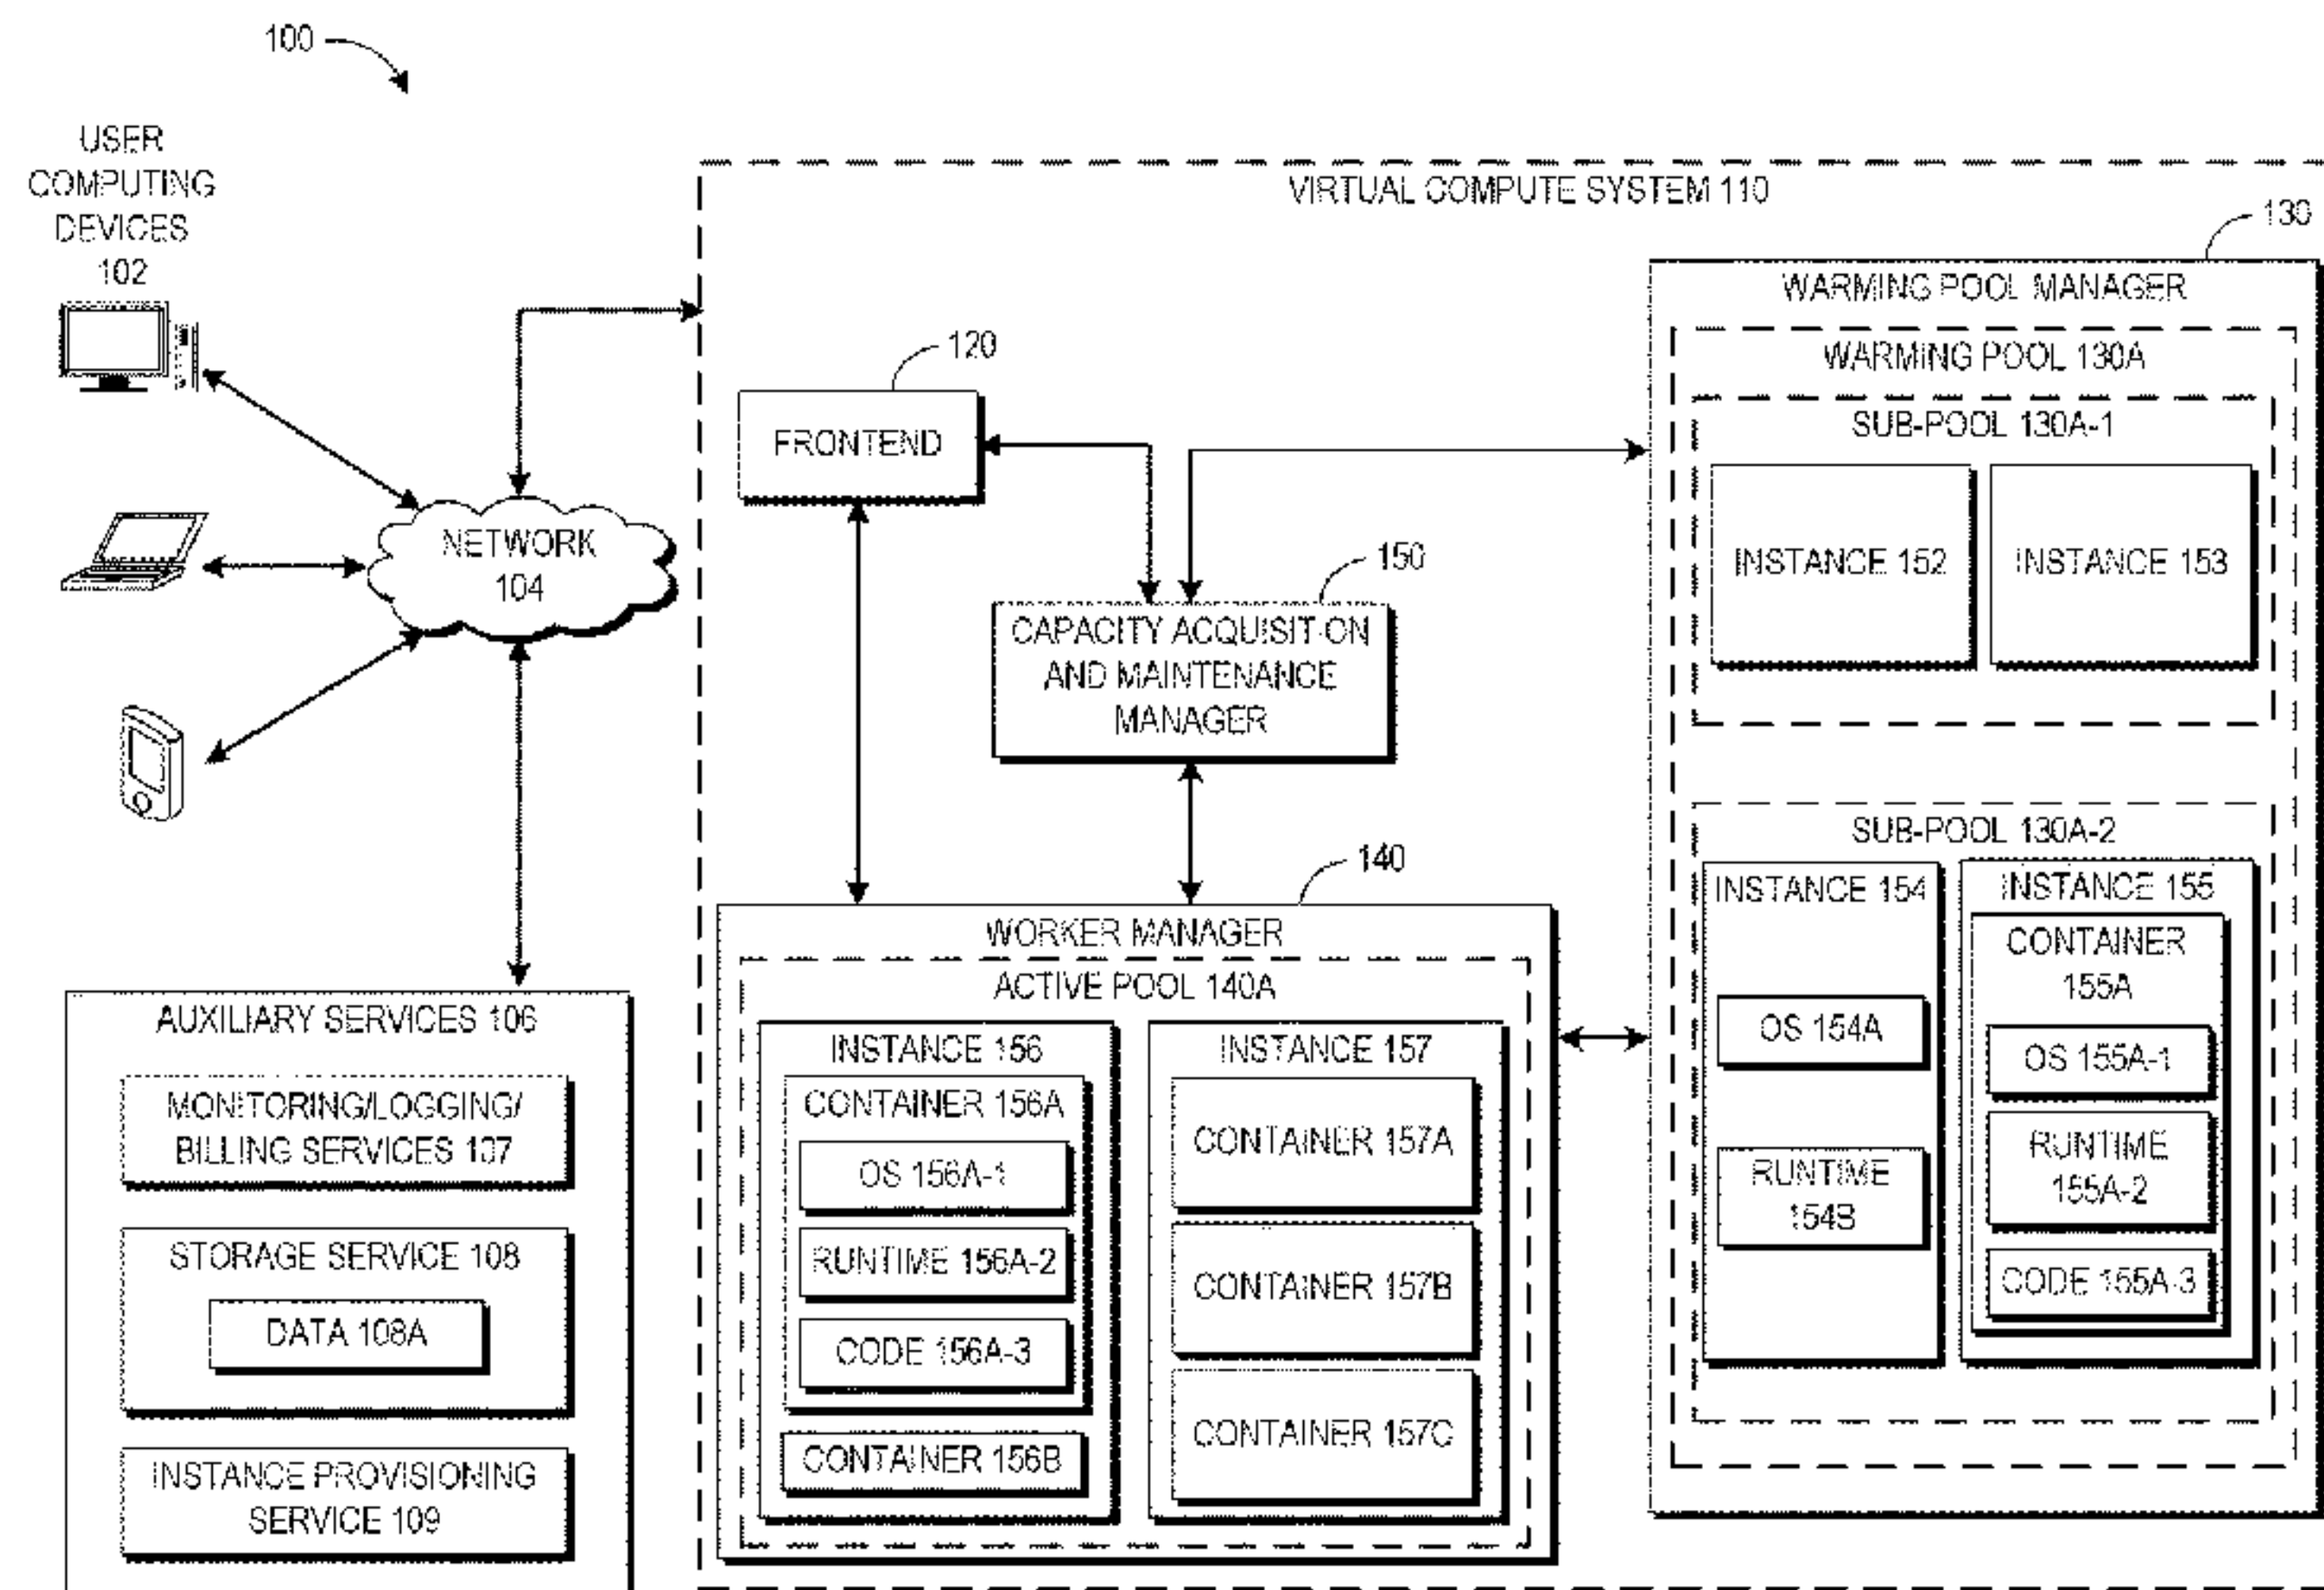 100
USER
COMPUTING
DEVICES
102
VIRTUAL COMPUTE SYSTEM 110
130
WARMING POOL MANAGER
WARMING POOL 130A
SUB-POOL 130A-1
INSTANCE 152
INSTANCE 153
120
FRONTEND
NETWORK
104
150
CAPACITY ACQUISIT-ON
AND MAINTENANCE
MANAGER
SUB-POOL 130A-2
INSTANCE 154
OS 154A
RUNTIME
154B
INSTANCE 155
CONTAINER
155A
OS 155A-1
RUNTIME
155A-2
CODE 155A-3
140
WORKER MANAGER
ACTIVE POOL 140A
INSTANCE 156
CONTAINER 156A
OS 156A-1
RUNTIME 156A-2
CODE 156A-3
CONTAINER 156B
INSTANCE 157
CONTAINER 157A
CONTAINER 157B
CONTAINER 157C
AUXILIARY SERVICES 106
MONITORING/LOGGING/
BILLING SERVICES 107
STORAGE SERVICE 108
DATA 108A
INSTANCE PROVISIONING
SERVICE 109